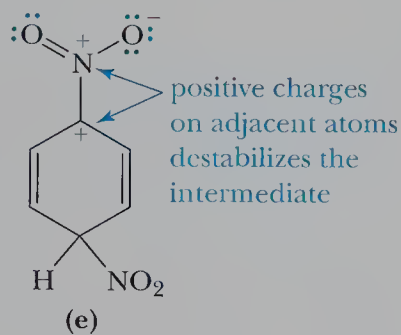 :O: :O:−
+
N
positive charges
on adjacent atoms
+
destabilizes the
intermediate
H NO₂
(e)